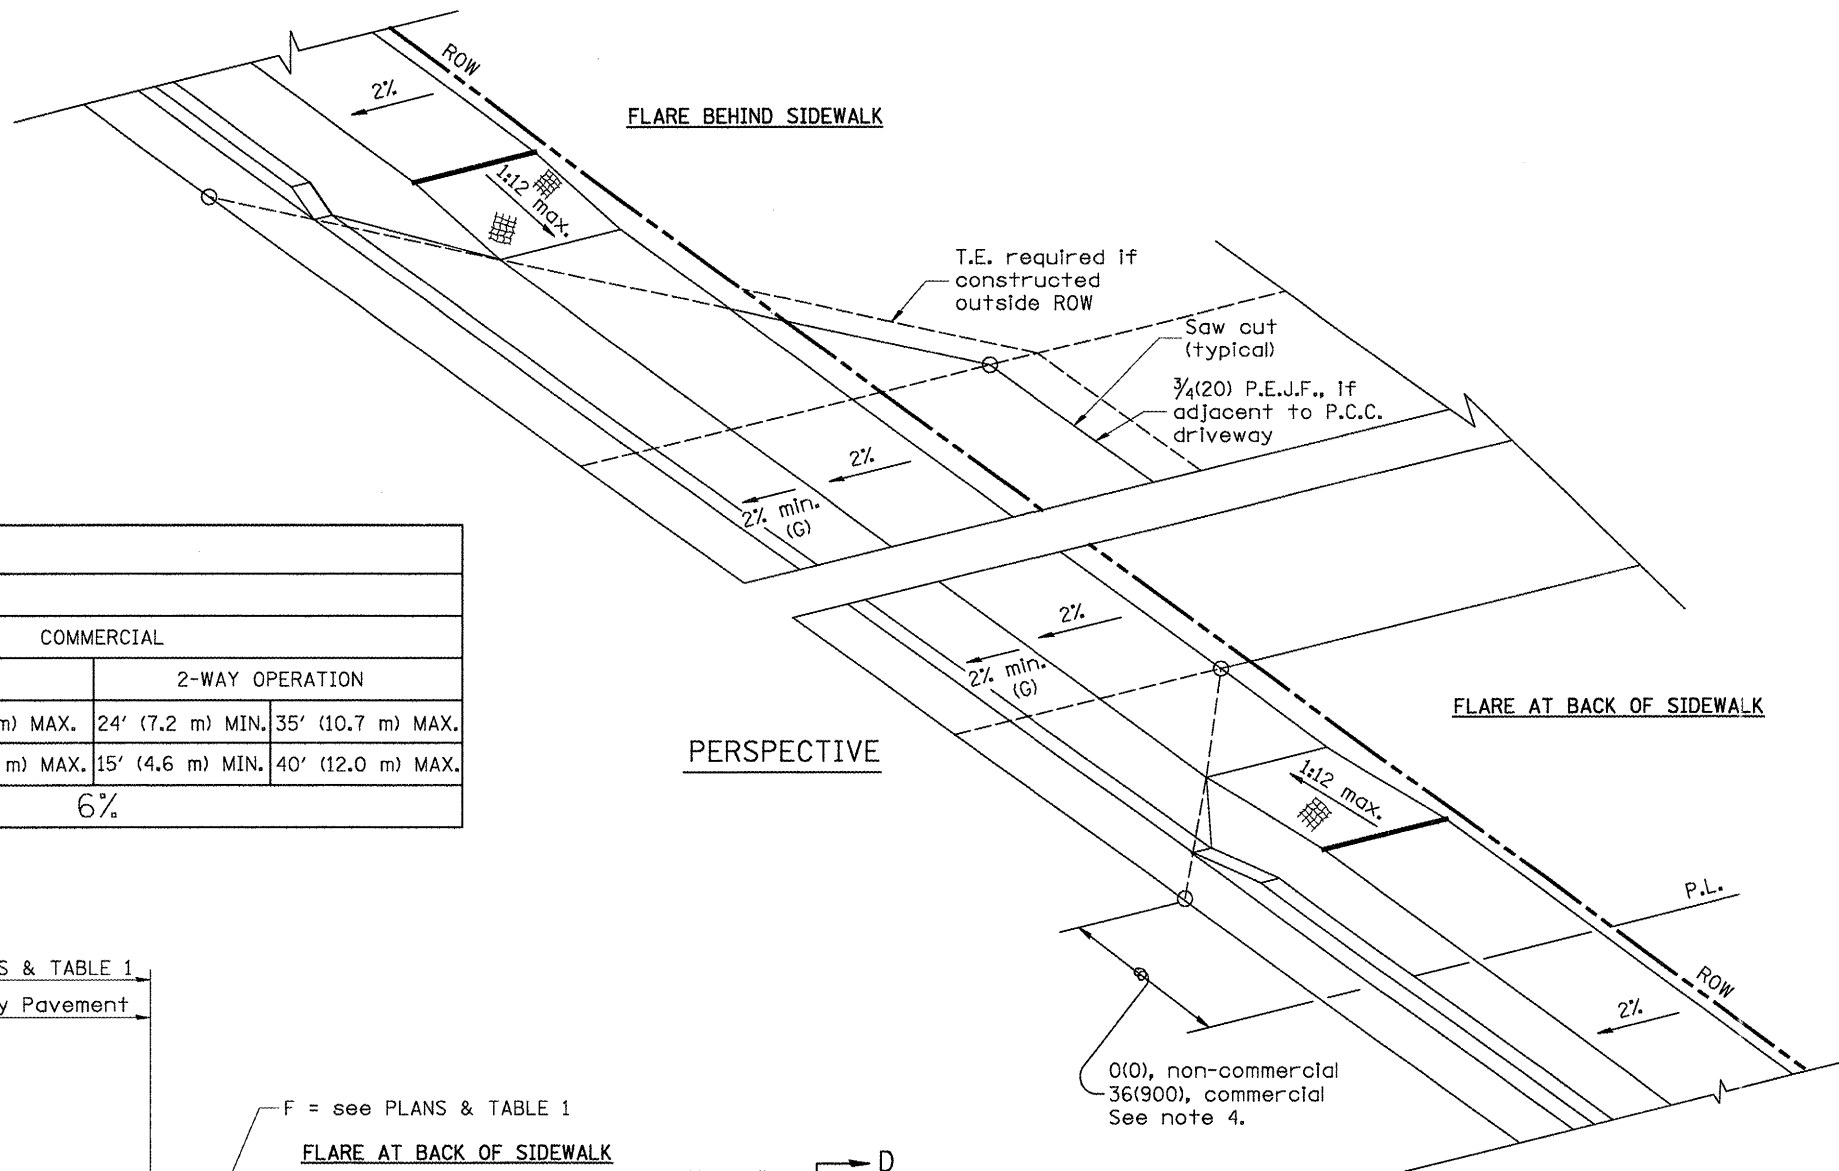 ROW
2%
FLARE BEHIND SIDEWALK
1:12 max.
T.E. required if
constructed
outside ROW
Saw cut
(typical)
¾(20) P.E.J.F., if
adjacent to P.C.C.
driveway
2%
2% min.
(G)
COMMERCIAL
2-WAY OPERATION
m) MAX. 24' (7.2 m) MIN. 35' (10.7 m) MAX.
m) MAX. 15' (4.6 m) MIN. 40' (12.0 m) MAX.
6%
2%
2% min.
(G)
PERSPECTIVE
FLARE AT BACK OF SIDEWALK
1:12 max.
P.L.
ROW
2%
0(0), non-commercial
36(900), commercial
See note 4.
S & TABLE 1
y Pavement
F = see PLANS & TABLE 1
FLARE AT BACK OF SIDEWALK
D